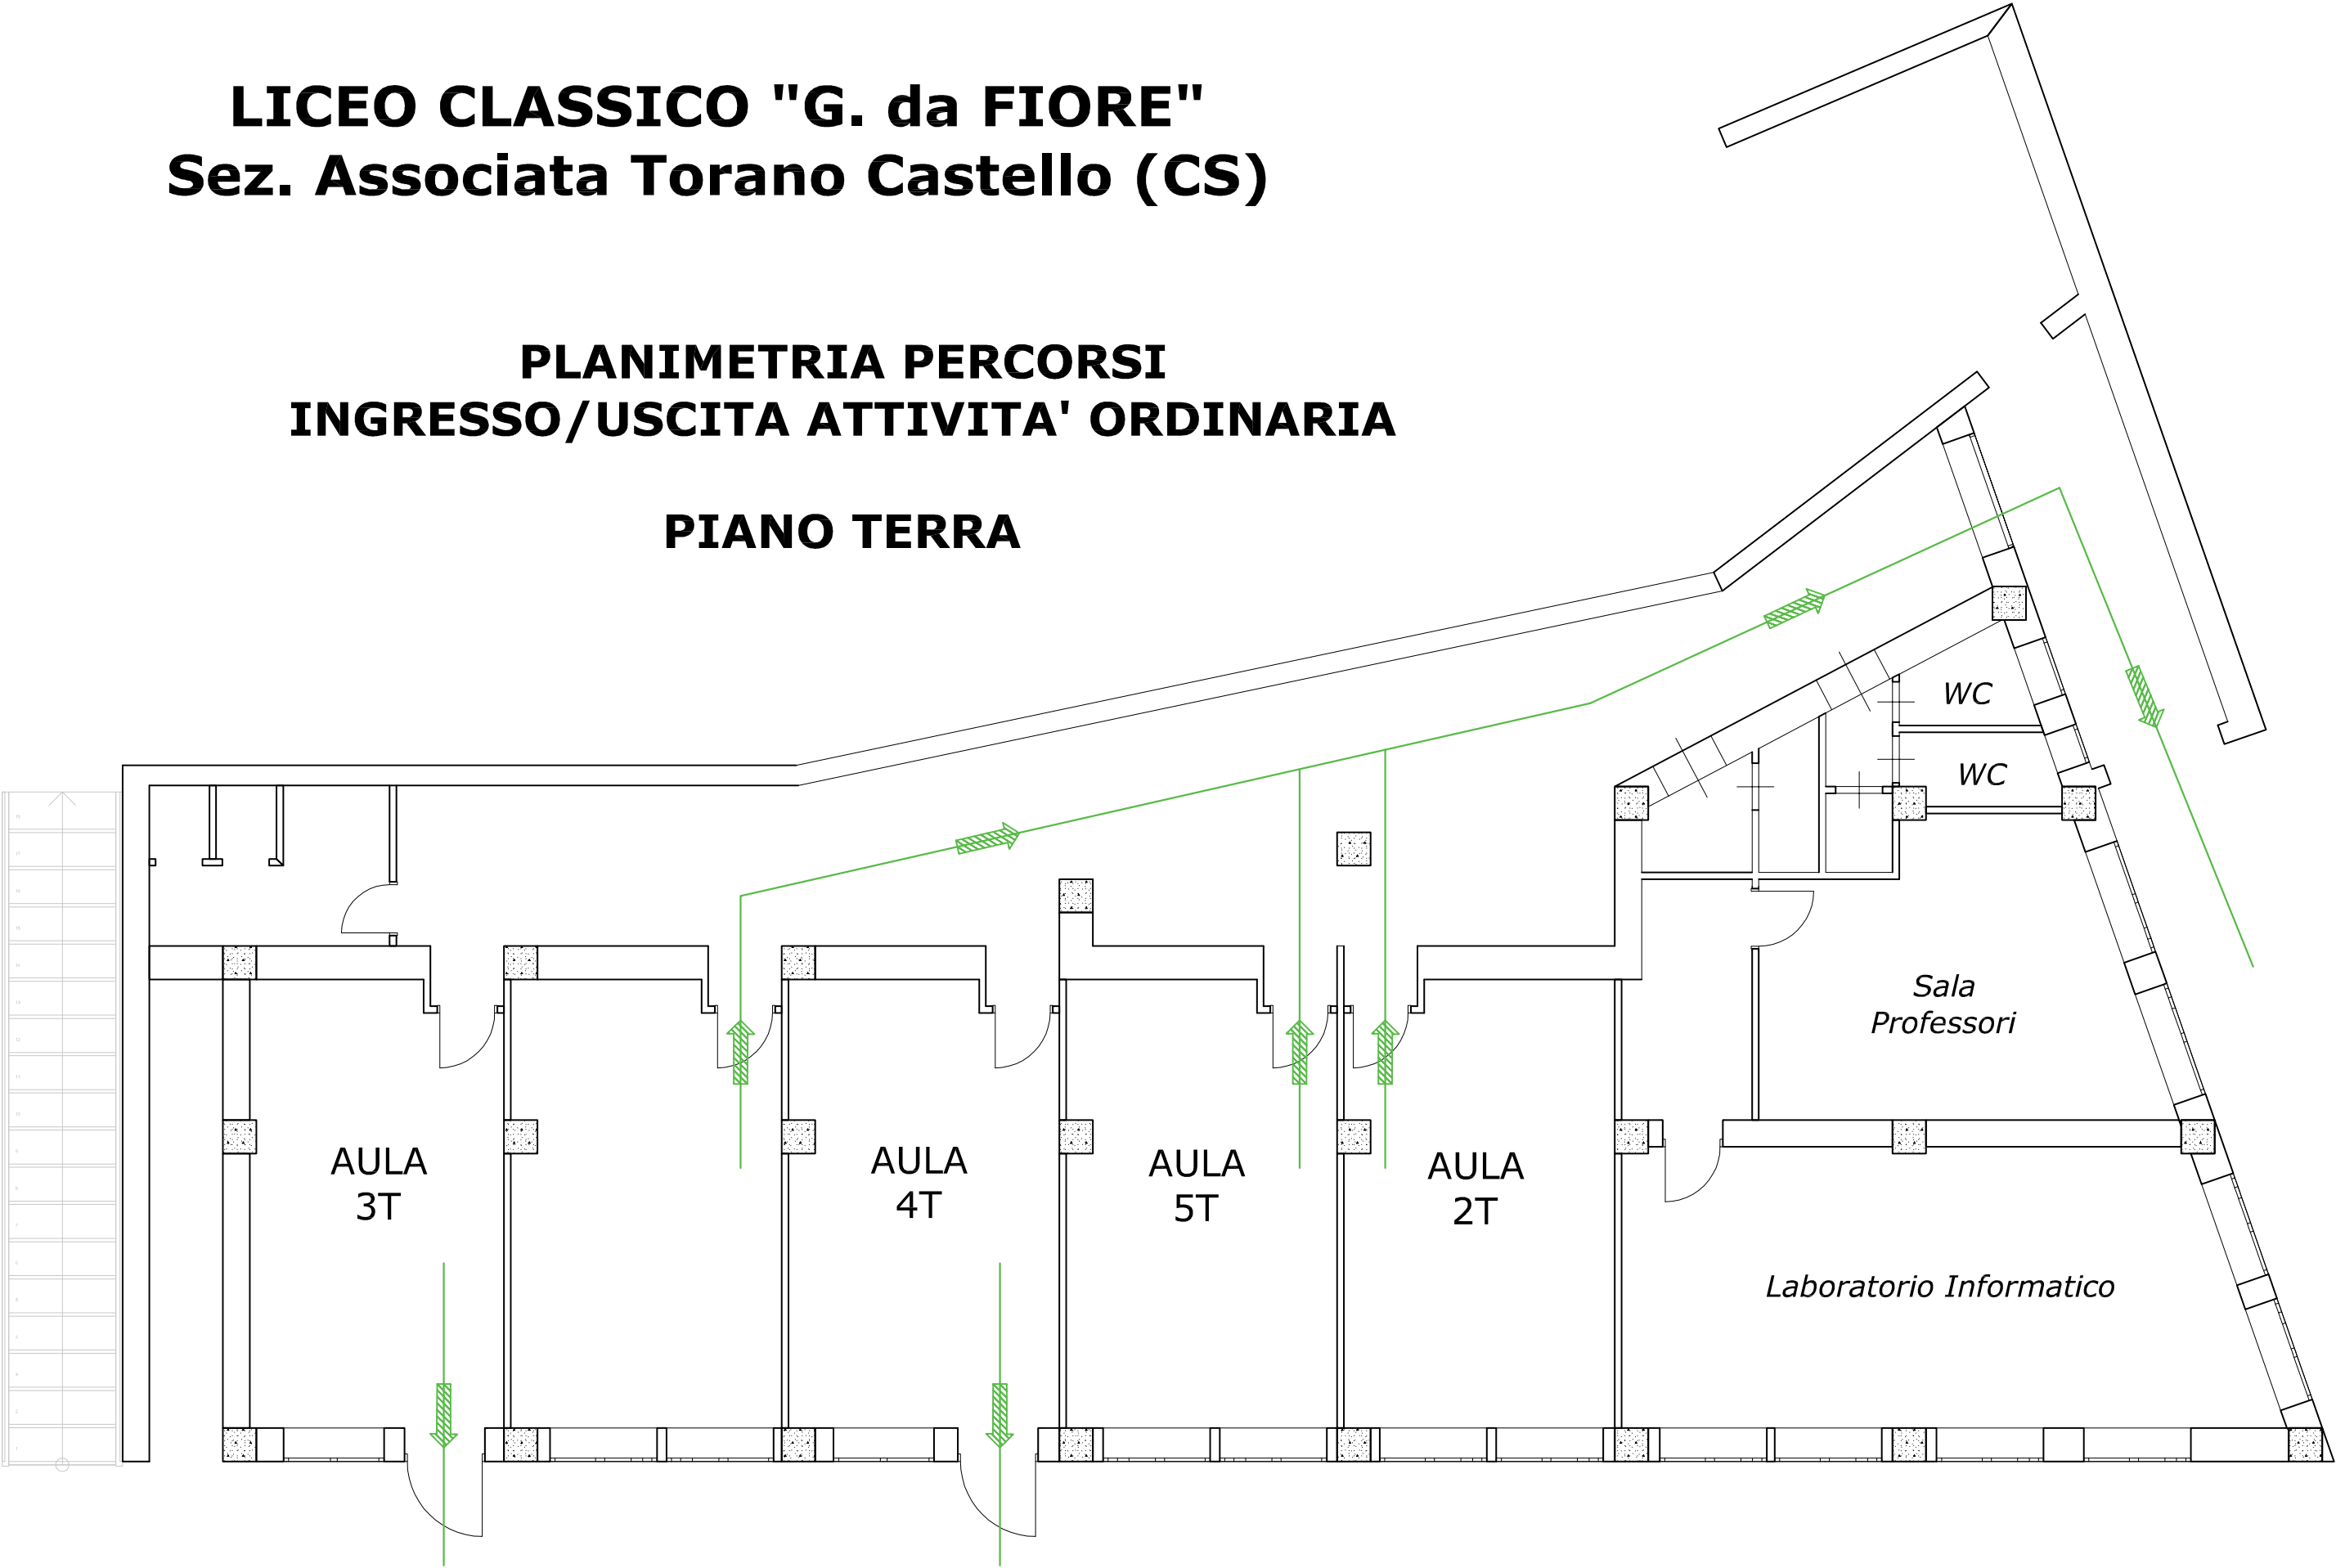 LICEO CLASSICO "G. da FIORE"
Sez. Associata Torano Castello (CS)
PLANIMETRIA PERCORSI
INGRESSO/USCITA ATTIVITA' ORDINARIA
PIANO TERRA
WC
WC
Sala
Professori
AULA
3T
AULA
4T
AULA
5T
AULA
2T
Laboratorio Informatico